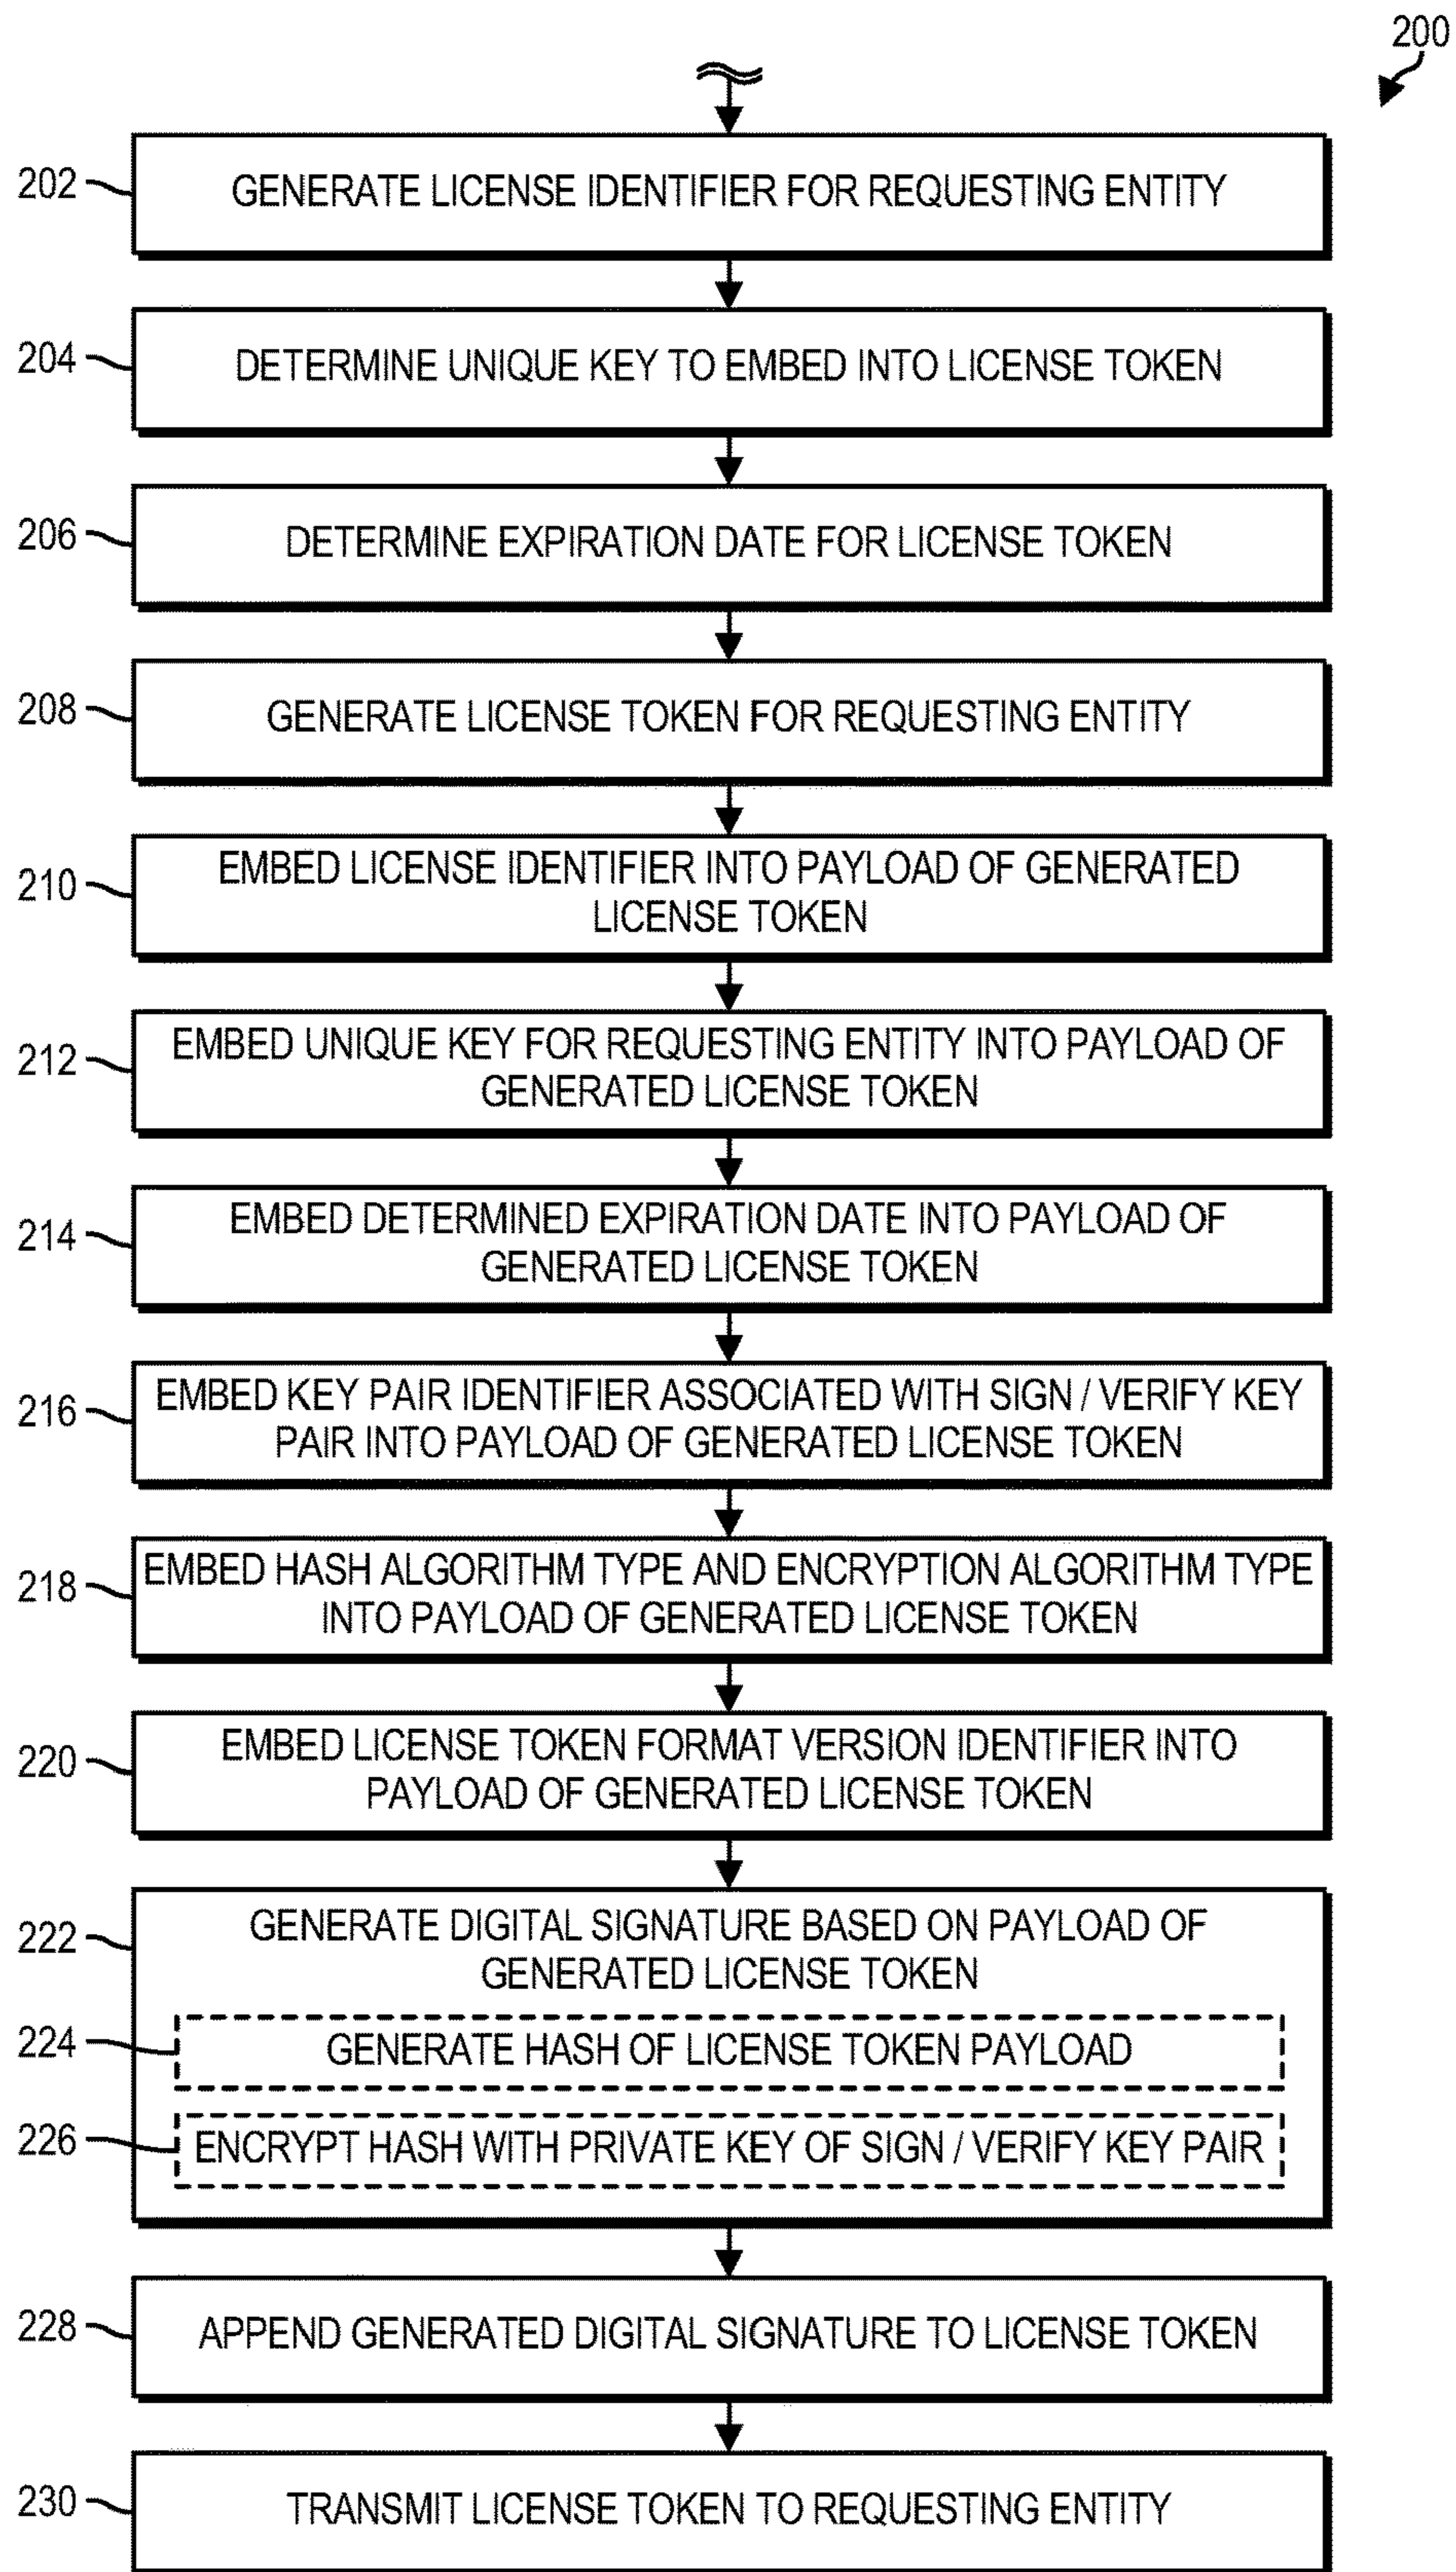 200
202
GENERATE LICENSE IDENTIFIER FOR REQUESTING ENTITY
204
DETERMINE UNIQUE KEY TO EMBED INTO LICENSE TOKEN
206
DETERMINE EXPIRATION DATE FOR LICENSE TOKEN
208
GENERATE LICENSE TOKEN FOR REQUESTING ENTITY
210
EMBED LICENSE IDENTIFIER INTO PAYLOAD OF GENERATED
LICENSE TOKEN
212
EMBED UNIQUE KEY FOR REQUESTING ENTITY INTO PAYLOAD OF
GENERATED LICENSE TOKEN
214
EMBED DETERMINED EXPIRATION DATE INTO PAYLOAD OF
GENERATED LICENSE TOKEN
216
EMBED KEY PAIR IDENTIFIER ASSOCIATED WITH SIGN / VERIFY KEY
PAIR INTO PAYLOAD OF GENERATED LICENSE TOKEN
218
EMBED HASH ALGORITHM TYPE AND ENCRYPTION ALGORITHM TYPE
INTO PAYLOAD OF GENERATED LICENSE TOKEN
220
EMBED LICENSE TOKEN FORMAT VERSION IDENTIFIER INTO
PAYLOAD OF GENERATED LICENSE TOKEN
222
GENERATE DIGITAL SIGNATURE BASED ON PAYLOAD OF
GENERATED LICENSE TOKEN
224
GENERATE HASH OF LICENSE TOKEN PAYLOAD
226
ENCRYPT HASH WITH PRIVATE KEY OF SIGN / VERIFY KEY PAIR
228
APPEND GENERATED DIGITAL SIGNATURE TO LICENSE TOKEN
230
TRANSMIT LICENSE TOKEN TO REQUESTING ENTITY